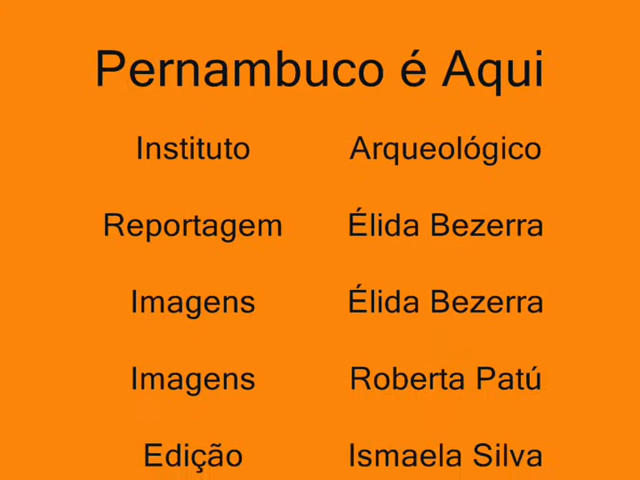 Pernambuco é Aqui
Instituto Arqueológico
Reportagem Élida Bezerra
Imagens Élida Bezerra
Imagens Roberta Patú
Edição Ismaela Silva